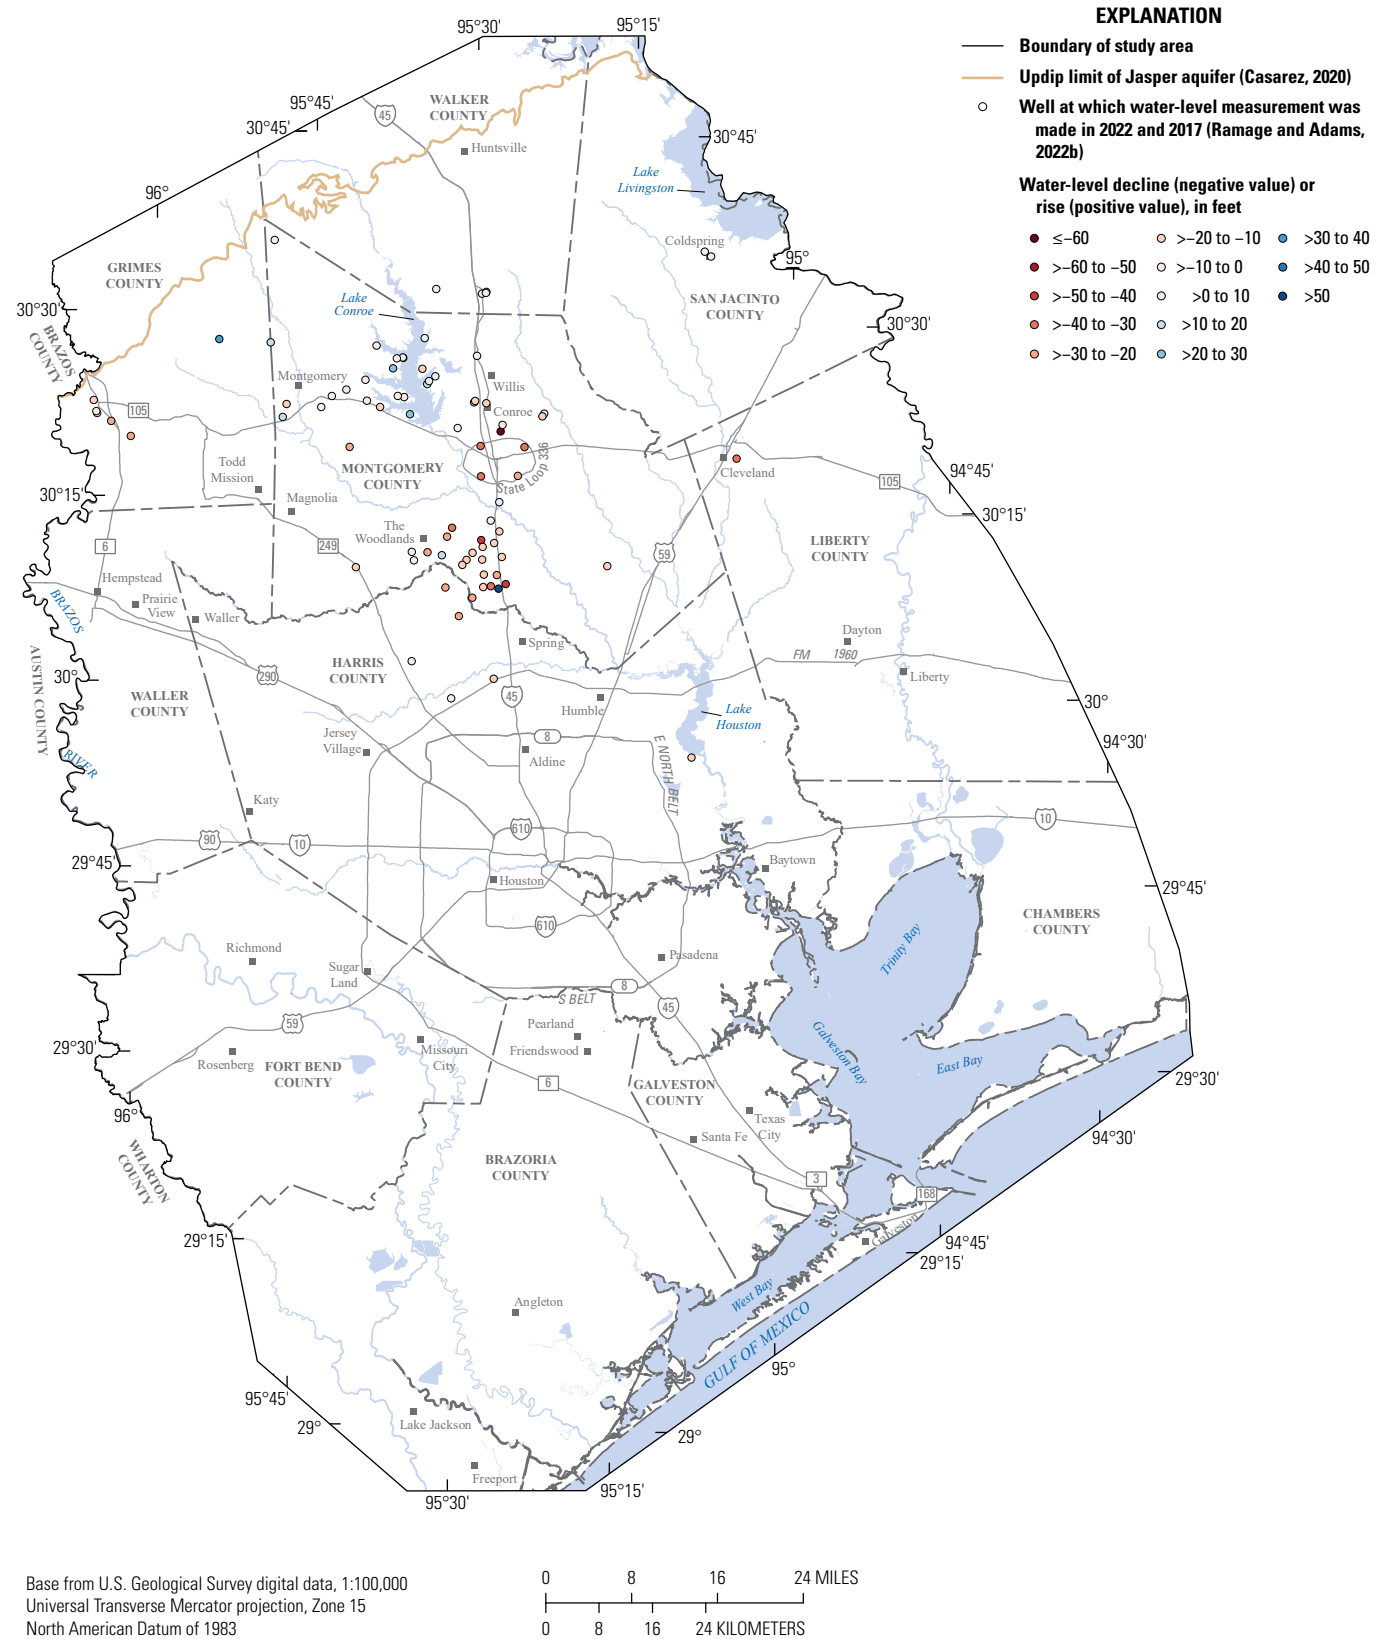 EXPLANATION
Boundary of study area
Updip limit of Jasper aquifer (Casarez, 2020)
Well at which water-level measurement was
made in 2022 and 2017 (Ramage and Adams,
2022b)
Water-level decline (negative value) or
rise (positive value), in feet
≤−60
>−60 to −50
>−50 to −40
>−40 to −30
>−30 to −20
>−20 to −10
>−10 to 0
>0 to 10
>10 to 20
>20 to 30
>30 to 40
>40 to 50
>50
95°30'
95°15'
95°45'
30°45'
WALKER
COUNTY
45
Huntsville
30°45'
Lake
Livingston
96°
Coldspring
95°
GRIMES
COUNTY
SAN JACINTO
COUNTY
30°30'
Lake
Conroe
30°30'
BRAZOS
COUNTY
Montgomery
Willis
105
Conroe
State Loop 336
MONTGOMERY
COUNTY
Todd
Mission
Cleveland
105
94°45'
30°15'
Magnolia
30°15'
The
Woodlands
249
6
59
LIBERTY
COUNTY
Hempstead
Prairie
View
Waller
BRAZOS
Spring
Dayton
FM 1960
HARRIS
COUNTY
AUSTIN COUNTY
30°
290
Liberty
WALLER
COUNTY
45
Humble
30°
Lake
Houston
Jersey
Village
8
Aldine
E NORTH BELT
94°30'
RIVER
Katy
610
10
90
10
29°45'
Baytown
Houston
29°45'
610
CHAMBERS
COUNTY
Richmond
Trinity Bay
Pasadena
Sugar
Land
8
S BELT
45
59
Pearland
Galveston Bay
29°30'
Missouri
City
Friendswood
Rosenberg
FORT BEND
COUNTY
East Bay
29°30'
6
GALVESTON
COUNTY
96°
Texas
City
94°30'
Santa Fe
WHARTON
COUNTY
BRAZORIA
COUNTY
3
168
Galveston
29°15'
94°45'
29°15'
West Bay
Angleton
GULF OF MEXICO
95°
95°45'
29°
Lake Jackson
29°
Freeport
95°30'
95°15'
Base from U.S. Geological Survey digital data, 1:100,000
Universal Transverse Mercator projection, Zone 15
North American Datum of 1983
0 8 16 24 MILES
0 8 16 24 KILOMETERS